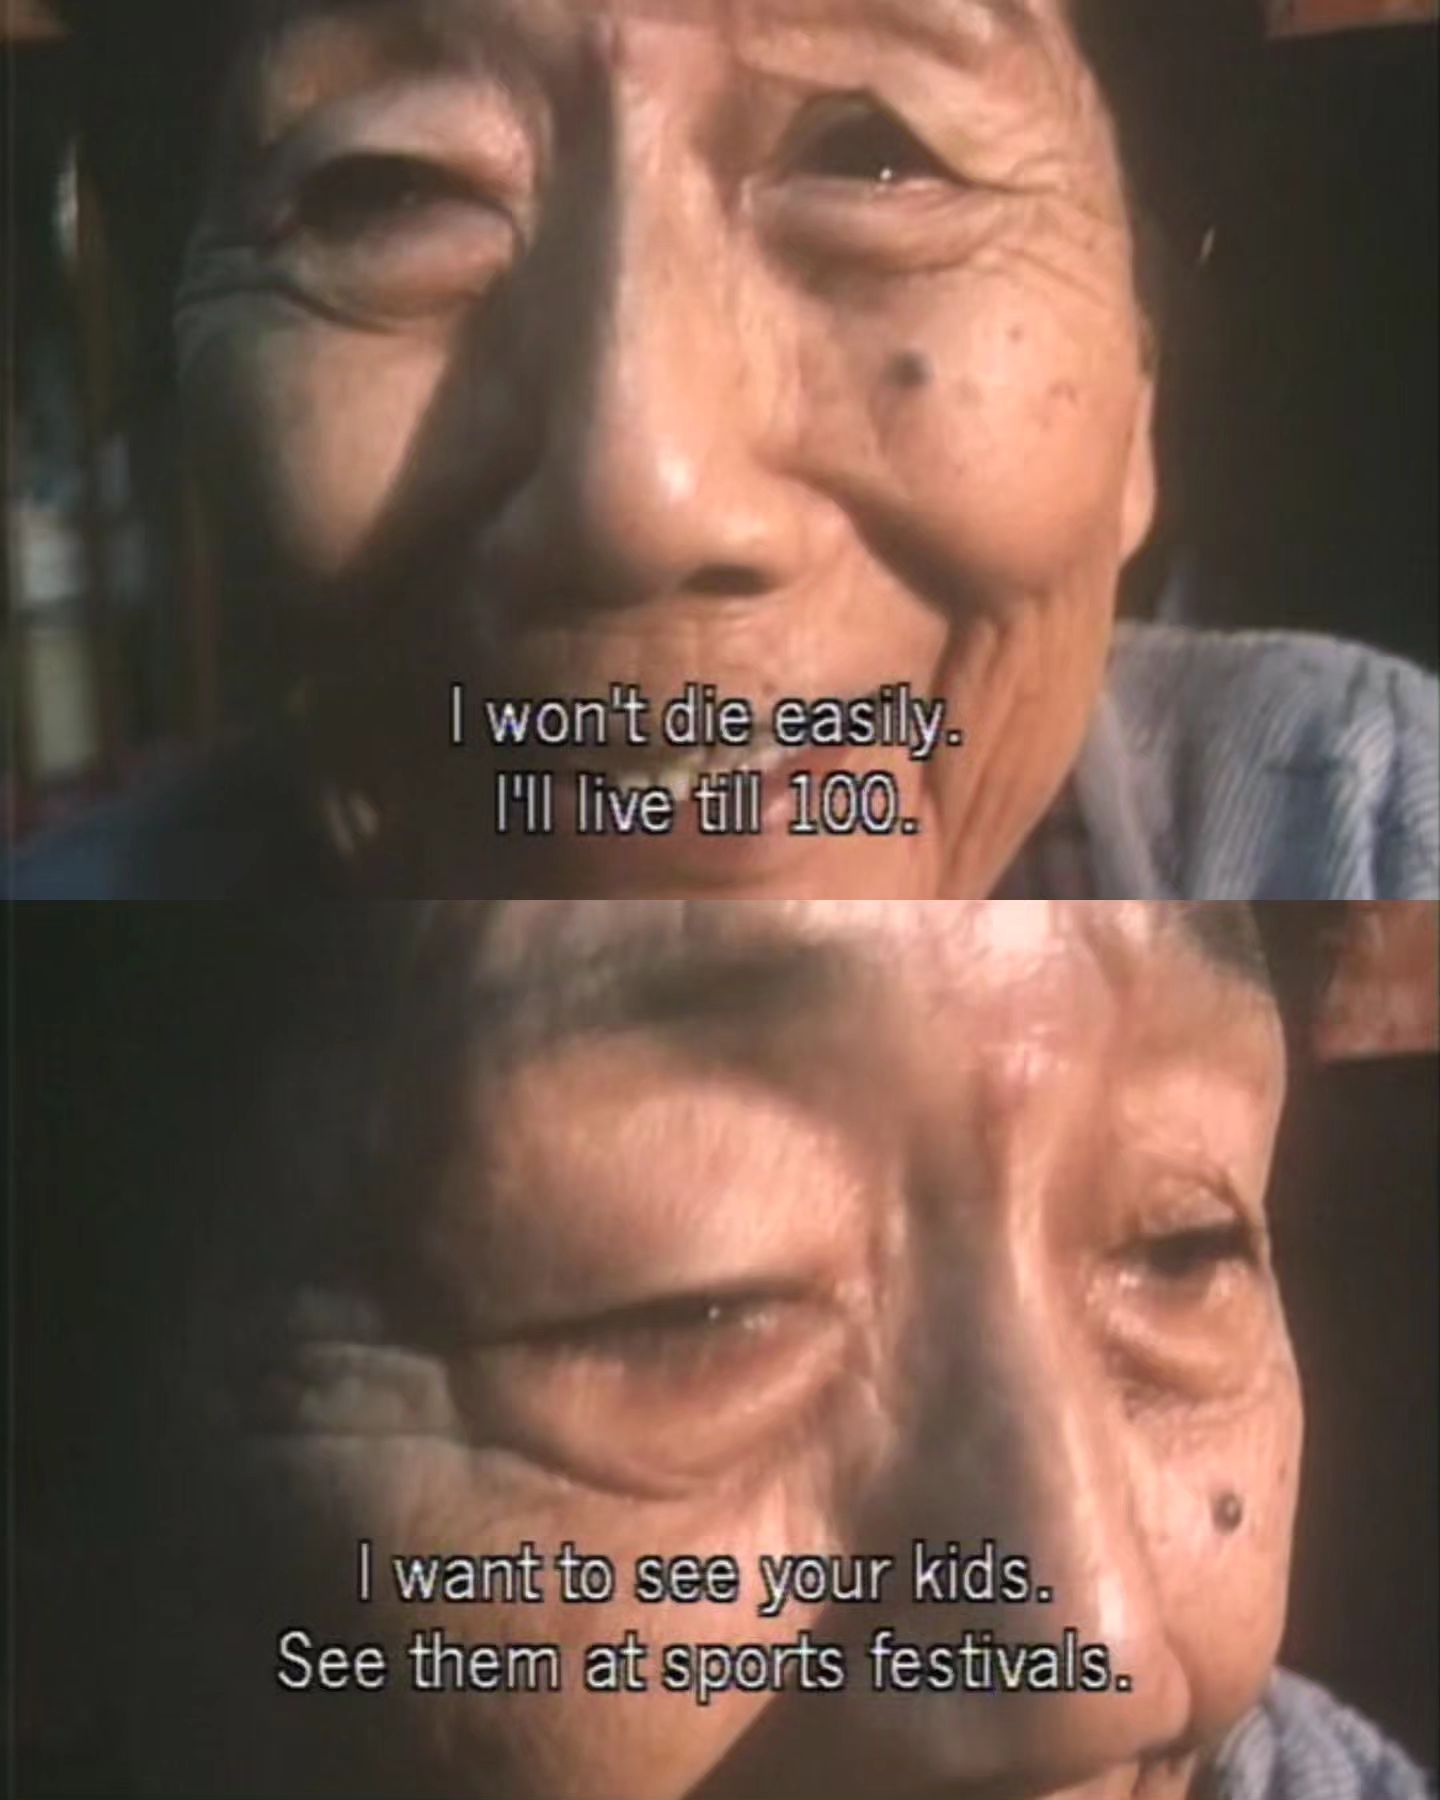 I won't die easily.
I'll live till 100.
I want to see your kids.
See them at sports festivals.